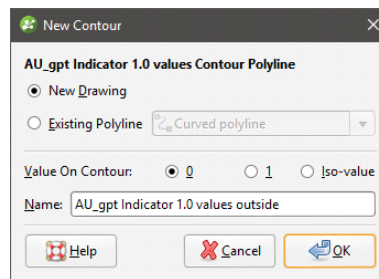 New Contour
AU_gpt Indicator 1.0 values Contour Polyline
New Drawing
Existing Polyline Curved polyline
Value On Contour: 0 1 Iso-value
Name: AU_gpt Indicator 1.0 values outside
Help Cancel OK